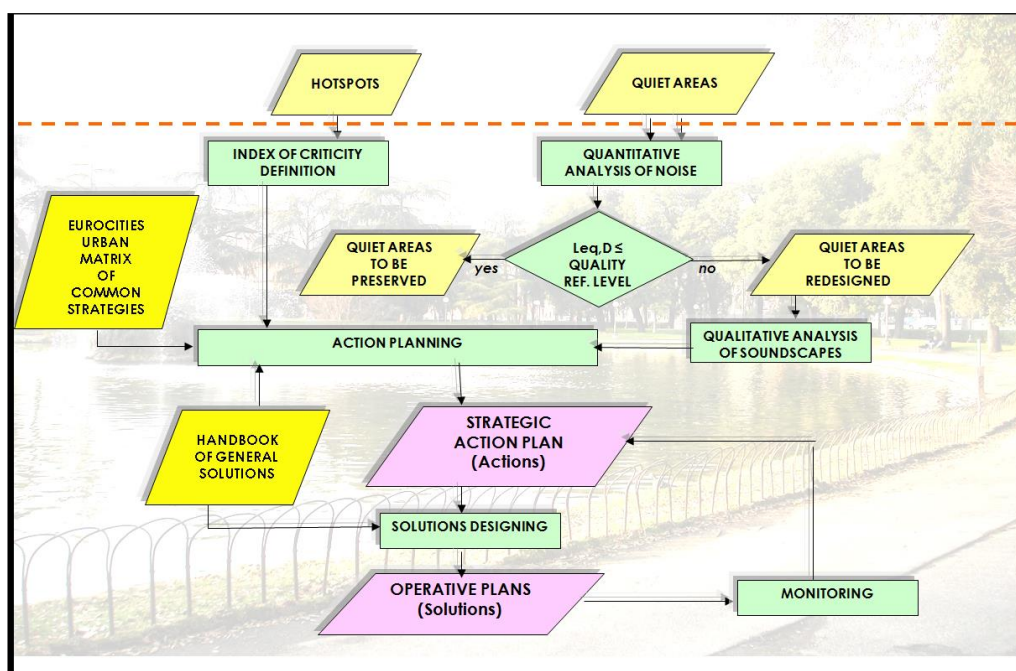 HOTSPOTS
QUIET AREAS
INDEX OF CRITICITY
DEFINITION
QUANTITATIVE
ANALYSIS OF NOISE
EUROCITIES
URBAN
MATRIX
OF
COMMON
STRATEGIES
QUIET AREAS
TO BE
PRESERVED
yes
Leq,D ≤
QUALITY
REF. LEVEL
no
QUIET AREAS
TO BE
REDESIGNED
ACTION PLANNING
QUALITATIVE ANALYSIS
OF SOUNDSCAPES
HANDBOOK
OF GENERAL
SOLUTIONS
STRATEGIC
ACTION PLAN
(Actions)
SOLUTIONS DESIGNING
OPERATIVE PLANS
(Solutions)
MONITORING